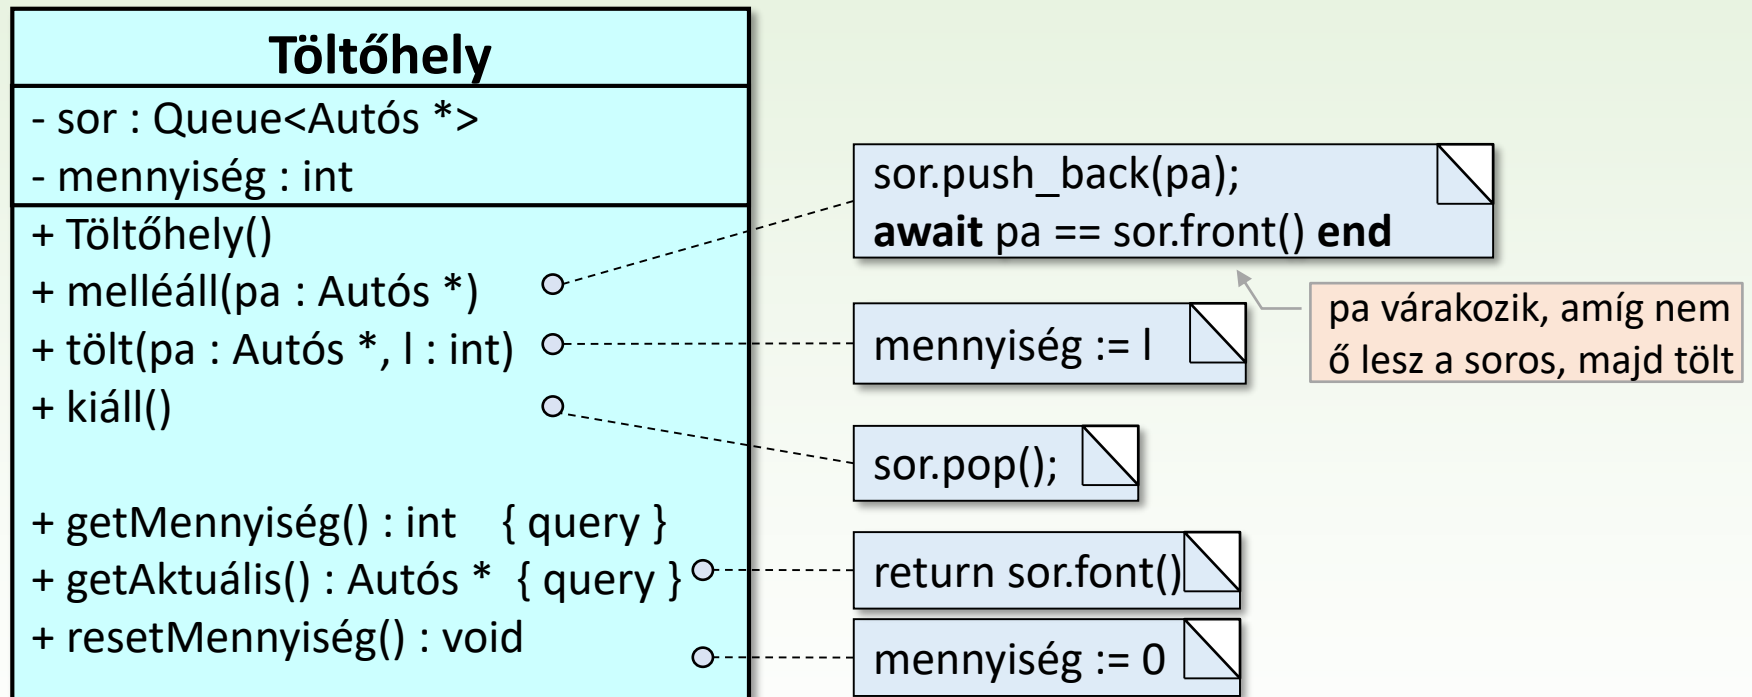 Töltőhely
- sor : Queue<Autós *>
- mennyiség : int
+ Töltőhely()
+ melléáll(pa : Autós *)
+ tölt(pa : Autós *, l : int)
+ kiáll()
+ getMennyiség() : int { query }
+ getAktuális() : Autós * { query }
+ resetMennyiség() : void
sor.push_back(pa);
await pa == sor.front() end
pa várakozik, amíg nem
ő lesz a soros, majd tölt
mennyiség := l
sor.pop();
return sor.font()
mennyiség := 0